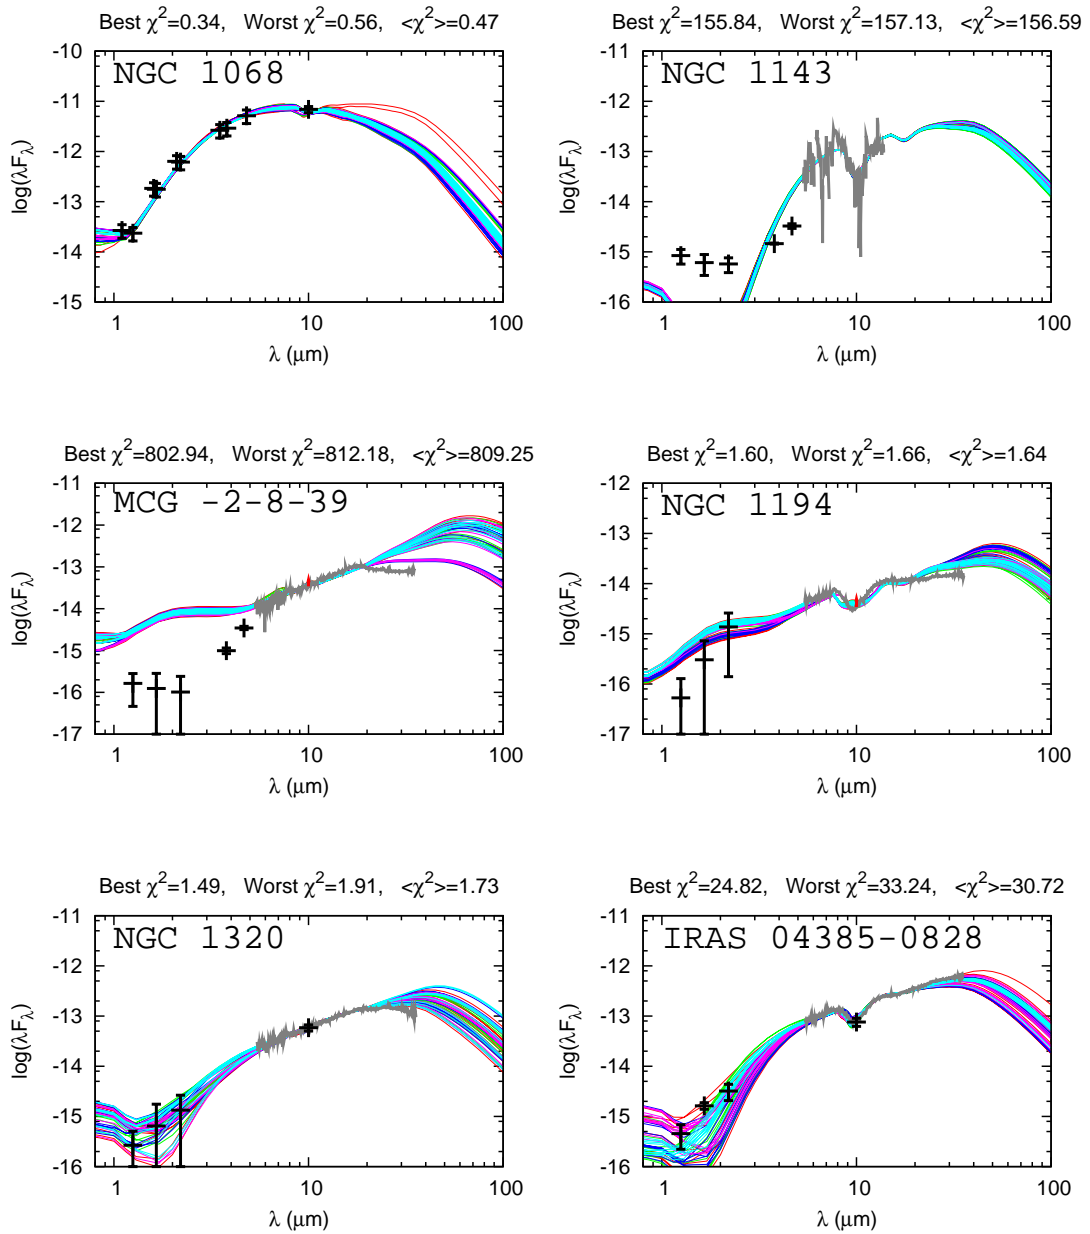 Best χ²=0.34, Worst χ²=0.56, <χ²>=0.47
NGC 1068
-10
-11
-12
-13
-14
-15
log(λF_λ)
1 10 100
λ (μm)
Best χ²=155.84, Worst χ²=157.13, <χ²>=156.59
NGC 1143
-11
-12
-13
-14
-15
-16
log(λF_λ)
1 10 100
λ (μm)
Best χ²=802.94, Worst χ²=812.18, <χ²>=809.25
MCG -2-8-39
-11
-12
-13
-14
-15
-16
-17
log(λF_λ)
1 10 100
λ (μm)
Best χ²=1.60, Worst χ²=1.66, <χ²>=1.64
NGC 1194
-12
-13
-14
-15
-16
-17
log(λF_λ)
1 10 100
λ (μm)
Best χ²=1.49, Worst χ²=1.91, <χ²>=1.73
NGC 1320
-11
-12
-13
-14
-15
-16
log(λF_λ)
1 10 100
λ (μm)
Best χ²=24.82, Worst χ²=33.24, <χ²>=30.72
IRAS 04385-0828
-11
-12
-13
-14
-15
-16
log(λF_λ)
1 10 100
λ (μm)